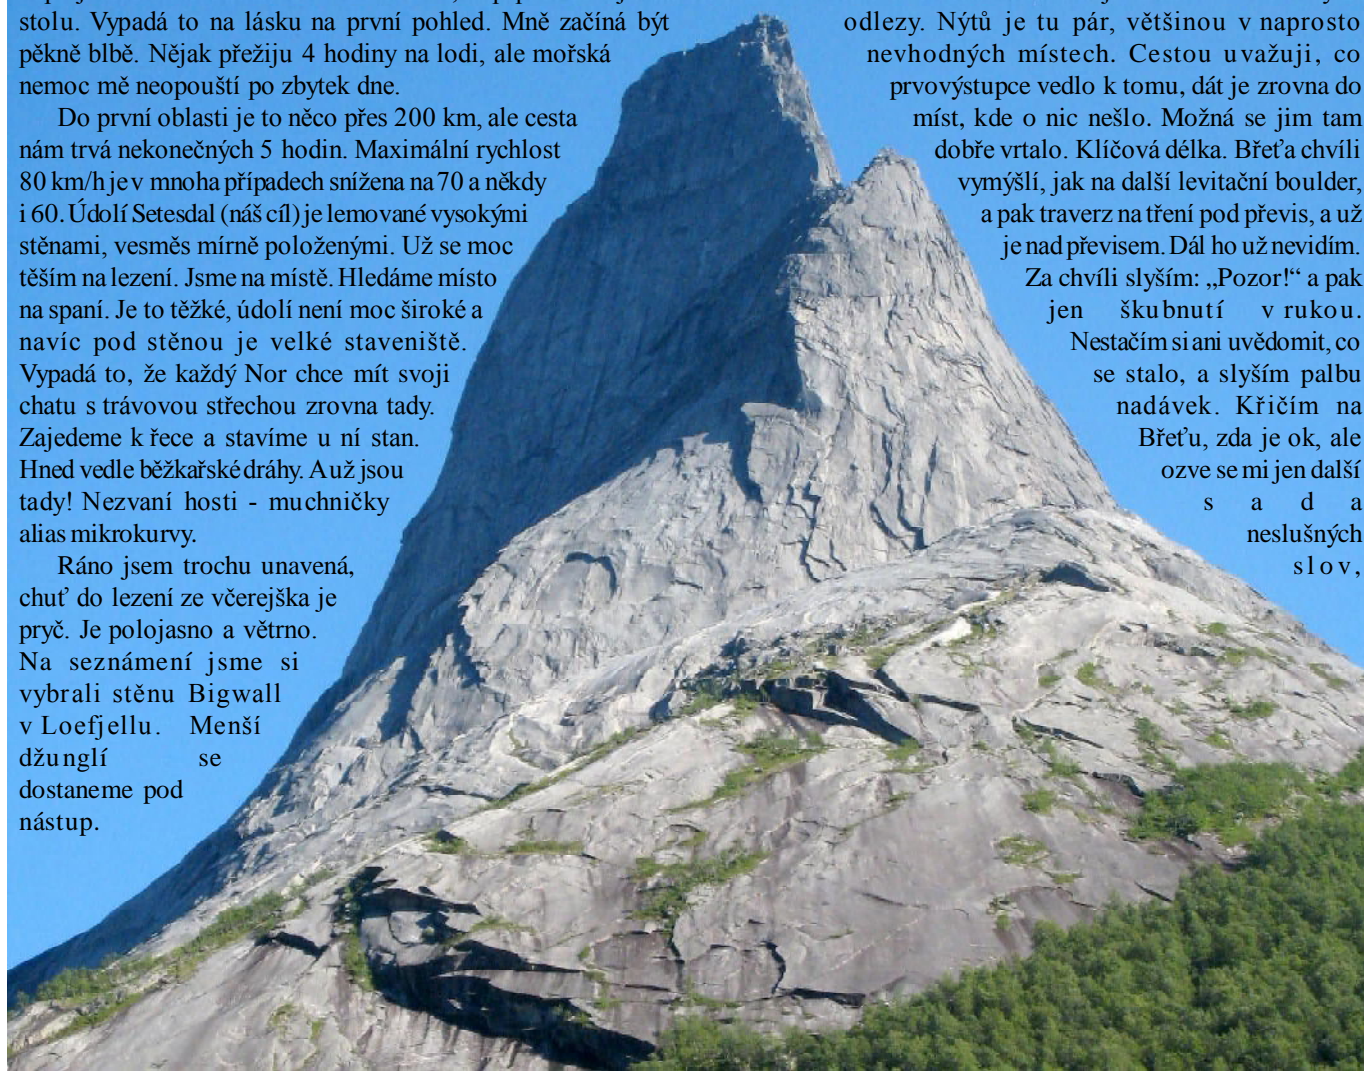 stolu. Vypadá to na lásku na první pohled. Mně začíná být
pěkně blbě. Nějak přežiju 4 hodiny na lodi, ale mořská
nemoc mě neopouští po zbytek dne.
Do první oblasti je to něco přes 200 km, ale cesta
nám trvá nekonečných 5 hodin. Maximální rychlost
80 km/h je v mnoha případech snížena na 70 a někdy
i 60. Údolí Setesdal (náš cíl) je lemované vysokými
stěnami, vesměs mírně položenými. Už se moc
těším na lezení. Jsme na místě. Hledáme místo
na spaní. Je to těžké, údolí není moc široké a
navíc pod stěnou je velké staveniště.
Vypadá to, že každý Nor chce mít svoji
chatu s trávovou střechou zrovna tady.
Zajedeme k řece a stavíme u ní stan.
Hned vedle běžkařské dráhy. A už jsou
tady! Nezvaní hosti - muchničky
alias mikrokurvy.
Ráno jsem trochu unavená,
chuť do lezení ze včerejška je
pryč. Je polojasno a větrno.
Na seznámení jsme si
vybrali stěnu Bigwall
v Loefjellu. Menší
džunglí se
dostaneme pod
nástup.
odlezy. Nýtů je tu pár, většinou v naprosto
nevhodných místech. Cestou uvažuji, co
prvovýstupce vedlo k tomu, dát je zrovna do
míst, kde o nic nešlo. Možná se jim tam
dobře vrtalo. Klíčová délka. Břeťa chvíli
vymýšlí, jak na další levitační boulder,
a pak traverz na tření pod převis, a už
je nad převisem. Dál ho už nevidím.
Za chvíli slyším: „Pozor!“ a pak
jen škubnutí v rukou.
Nestačím si ani uvědomit, co
se stalo, a slyším palbu
nadávek. Křičím na
Břeťu, zda je ok, ale
ozve se mi jen další
s a d a
neslušných
slov,